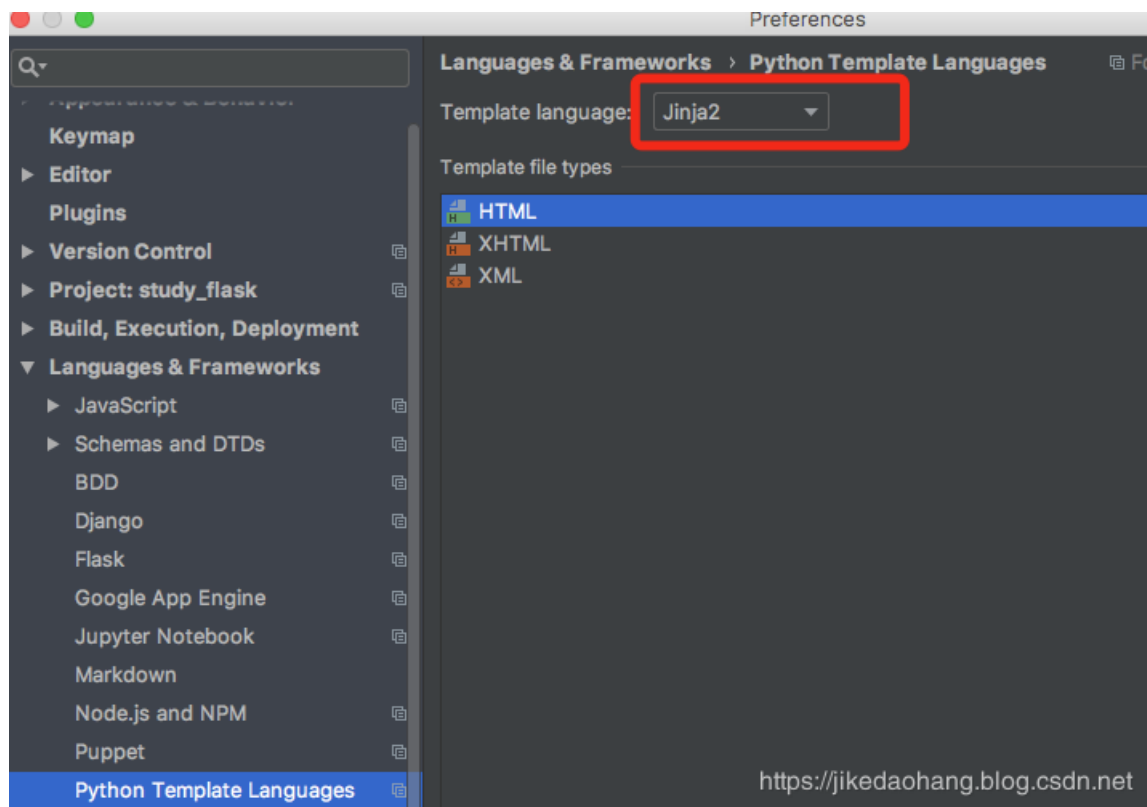 Preferences
Languages & Frameworks › Python Template Languages
Template language: Jinja2
Template file types
HTML
XHTML
XML
Appearance & Behavior
Keymap
Editor
Plugins
Version Control
Project: study_flask
Build, Execution, Deployment
Languages & Frameworks
JavaScript
Schemas and DTDs
BDD
Django
Flask
Google App Engine
Jupyter Notebook
Markdown
Node.js and NPM
Puppet
Python Template Languages
https://jikedaohang.blog.csdn.net